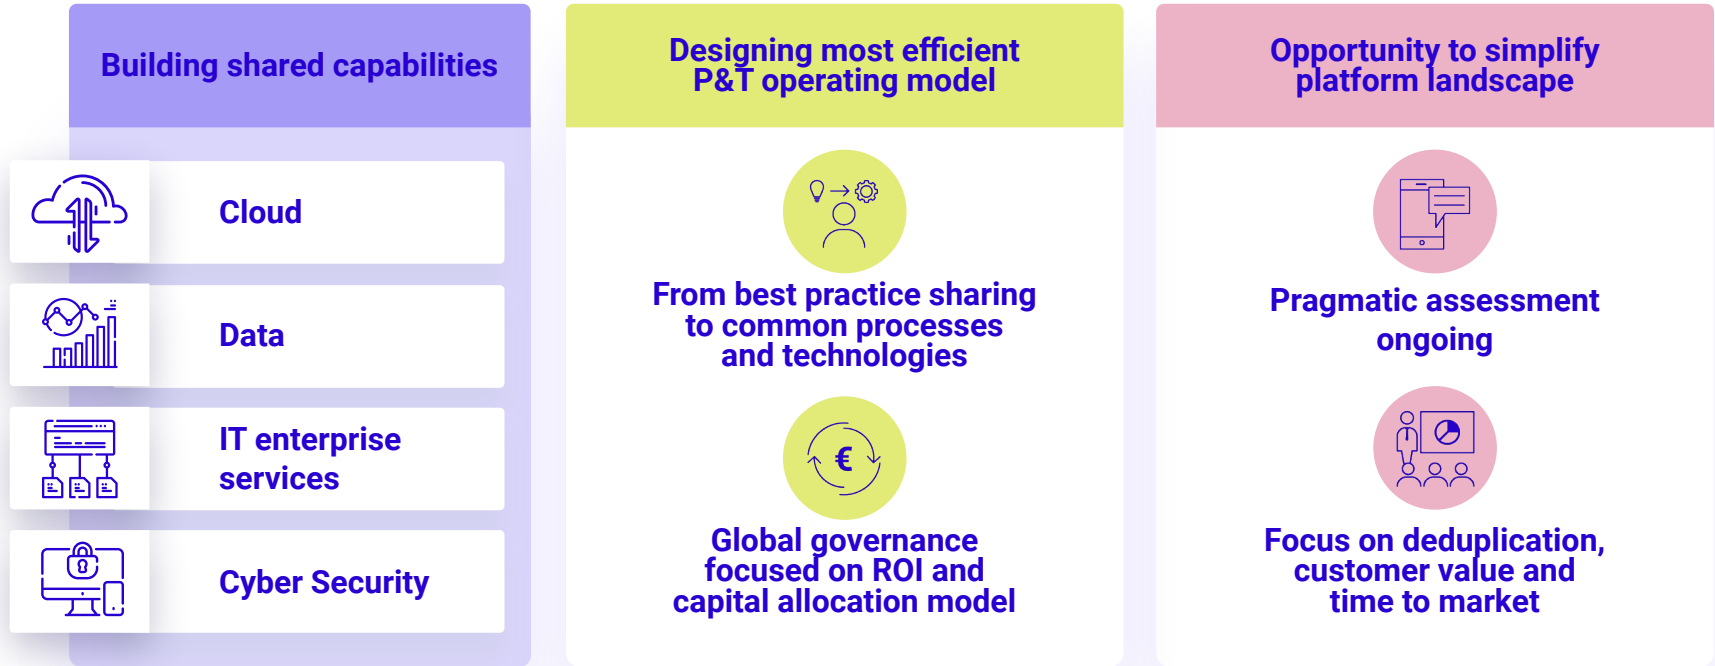 Building shared capabilities
Cloud
Data
IT enterprise
services
Cyber Security
Designing most efficient
P&T operating model
From best practice sharing
to common processes
and technologies
€
Global governance
focused on ROI and
capital allocation model
Opportunity to simplify
platform landscape
Pragmatic assessment
ongoing
Focus on deduplication,
customer value and
time to market